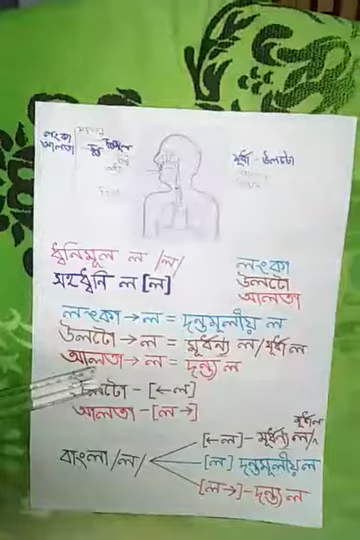 লংকা
আলতা
মূর্ধা - উলটো
ধ্বনিমূল ল /ল/
সহধ্বনি ল [ল]
লংকা
উলটো
আলতা
লংকা → ল = দন্তমূলীয় ল
উলটো → ল = মূর্ধন্য ল/মূর্ধন ল
আলতা → ল = দন্ত্য ল
উলটো - [←ল]
আলতা - [ল→]
বাংলা /ল/
[←ল] - মূর্ধন্য ল/
[ল] দন্তমূলীয় ল
[ল→] - দন্ত্য ল